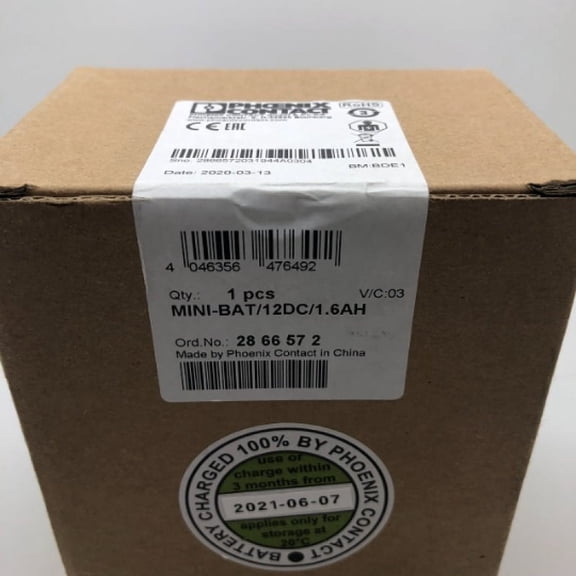 PHŒNIX
CONTACT
RoHS
CE EAC
Sno: 2866572031944A0304
Date: 2020-03-13
BM:BDE1
4 046356 476492
Qty.: 1 pcs V/C:03
MINI-BAT/12DC/1.6AH
Ord.No.: 28 66 57 2
Made by Phoenix Contact in China
BATTERY CHARGED 100% BY PHOENIX CONTACT
use of
charge within
3 months from
2021-06-07
applies only for
storage at
20°C